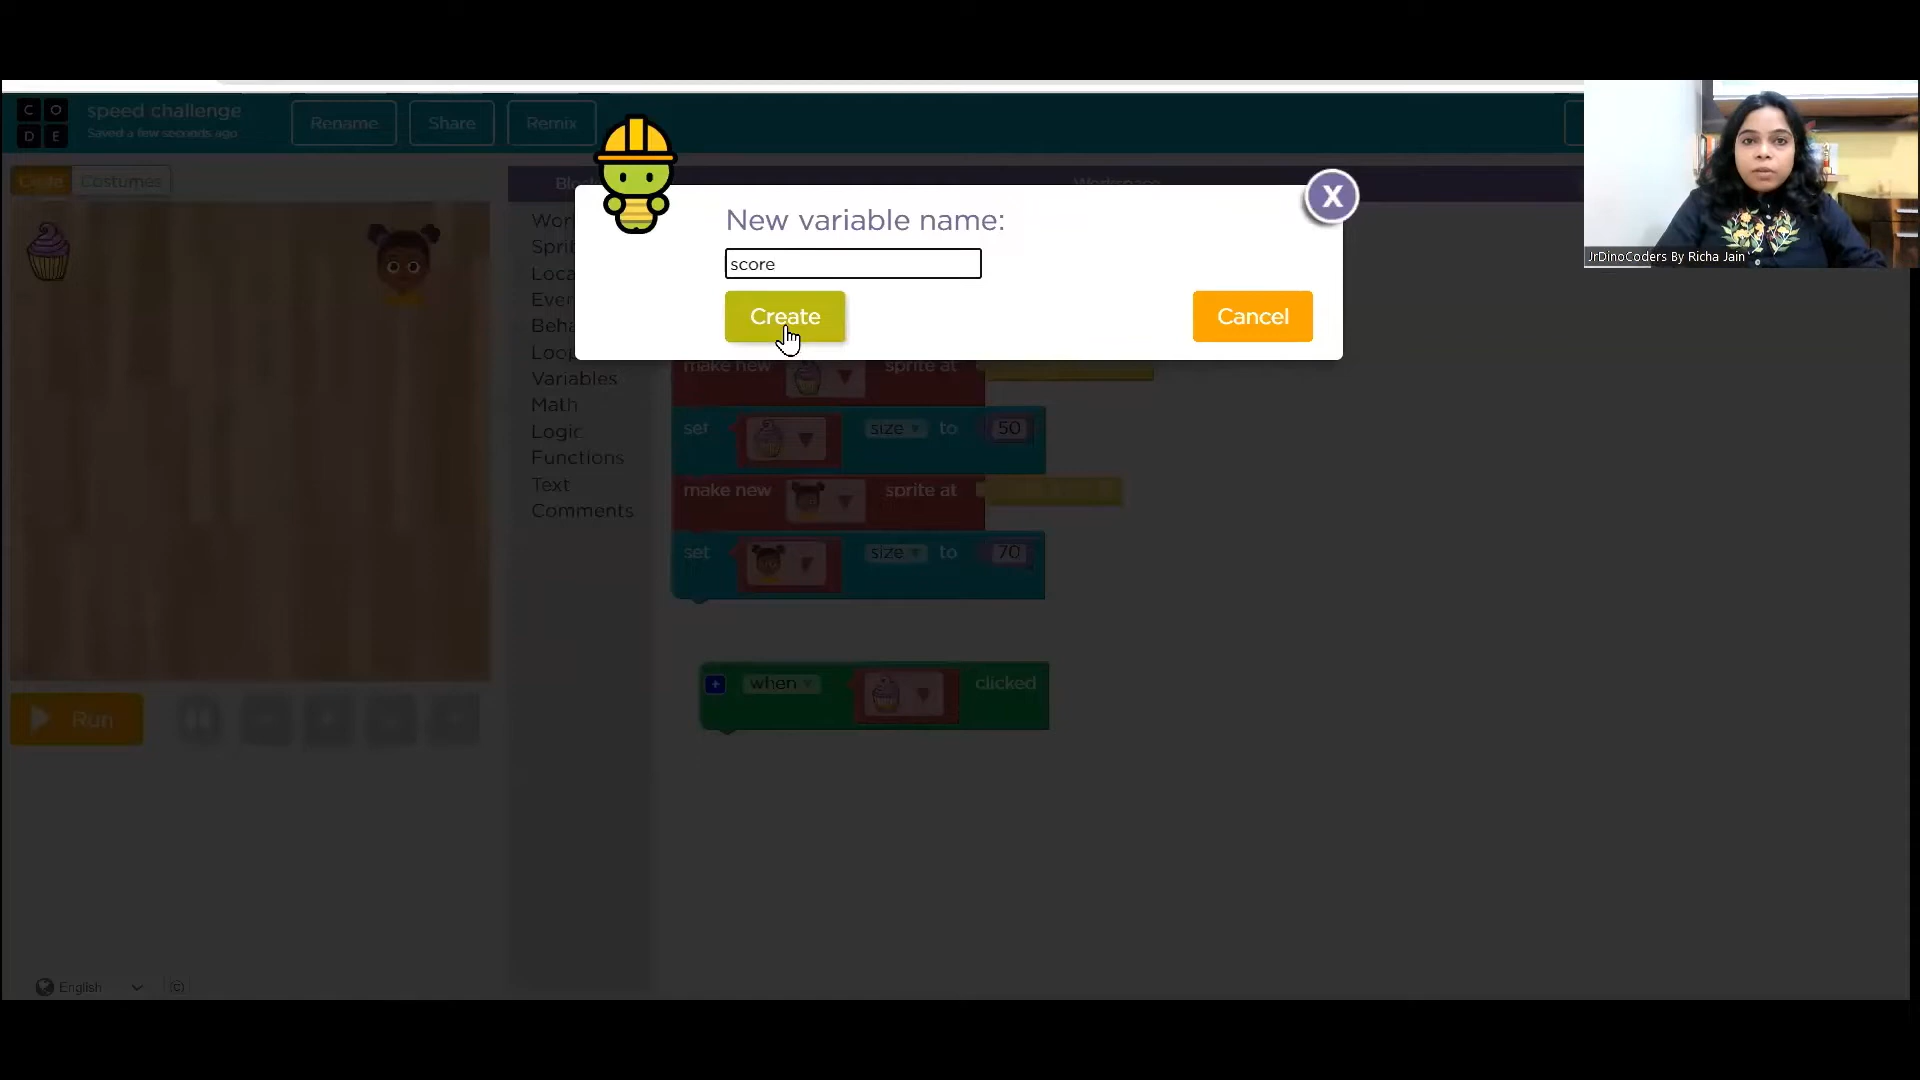 C O
D E
speed challenge
Saved a few seconds ago
Rename
Share
Remix
Code
Costumes
Workspace
New variable name:
score
Create
Cancel
X
JrDinoCoders By Richa Jain
Variables
Math
Logic
Functions
Text
Comments
make new sprite at
set size to 50
make new sprite at
set size to 70
when clicked
Run
English